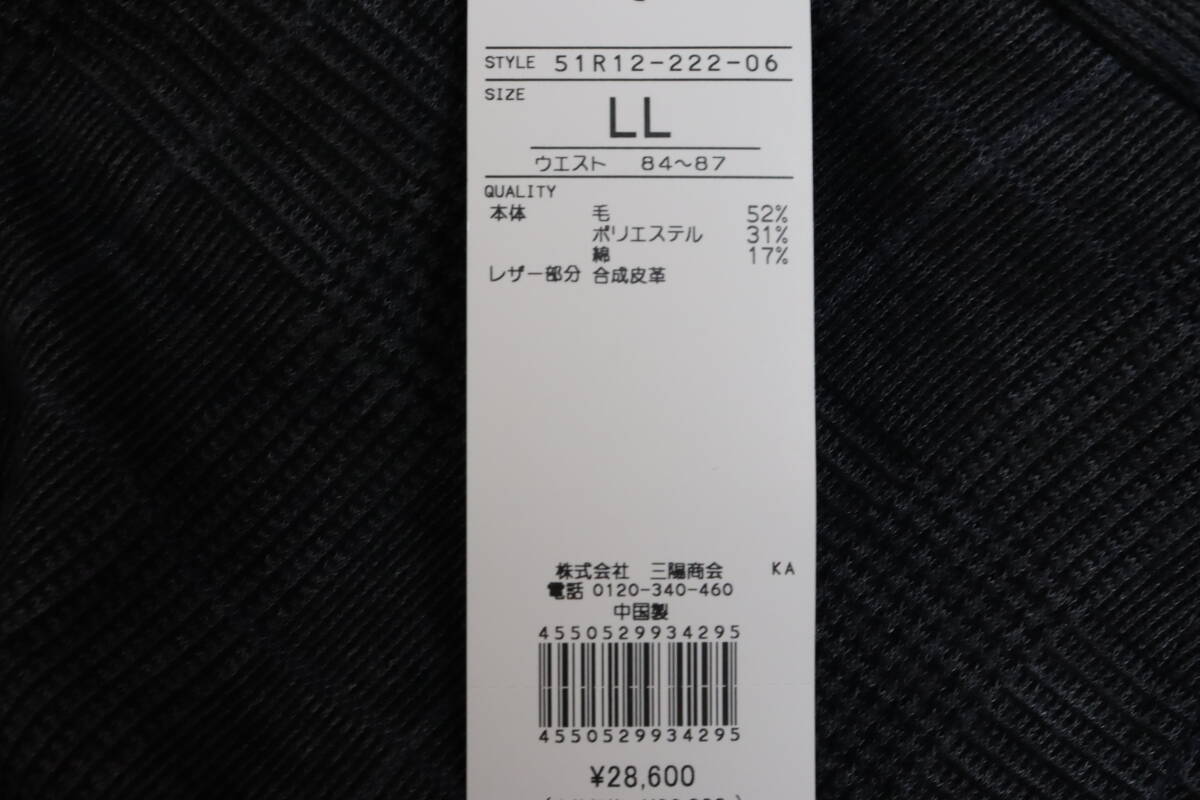 STYLE 51R12-222-06
SIZE
LL
ウエスト 84～87
QUALITY
本体 毛 52%
ポリエステル 31%
綿 17%
レザー部分 合成皮革
株式会社 三陽商会 KA
電話 0120-340-460
中国製
4550529934295
4550529934295
¥28,600